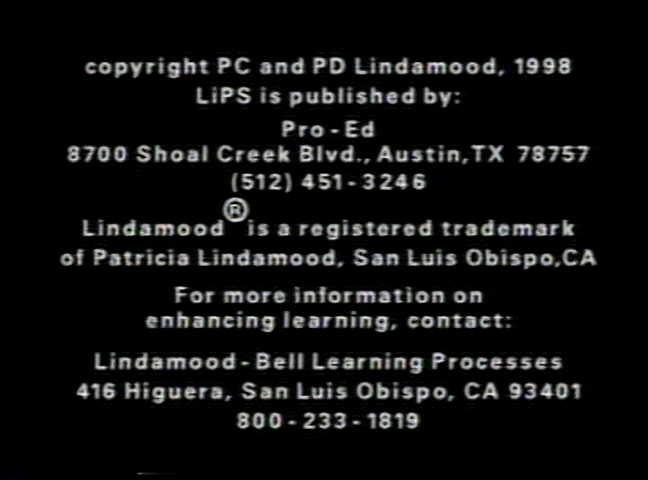 copyright PC and PD Lindamood, 1998
LiPS is published by:
Pro-Ed
8700 Shoal Creek Blvd., Austin,TX 78757
(512) 451-3246
Lindamood® is a registered trademark
of Patricia Lindamood, San Luis Obispo,CA
For more information on
enhancing learning, contact:
Lindamood-Bell Learning Processes
416 Higuera, San Luis Obispo, CA 93401
800-233-1819